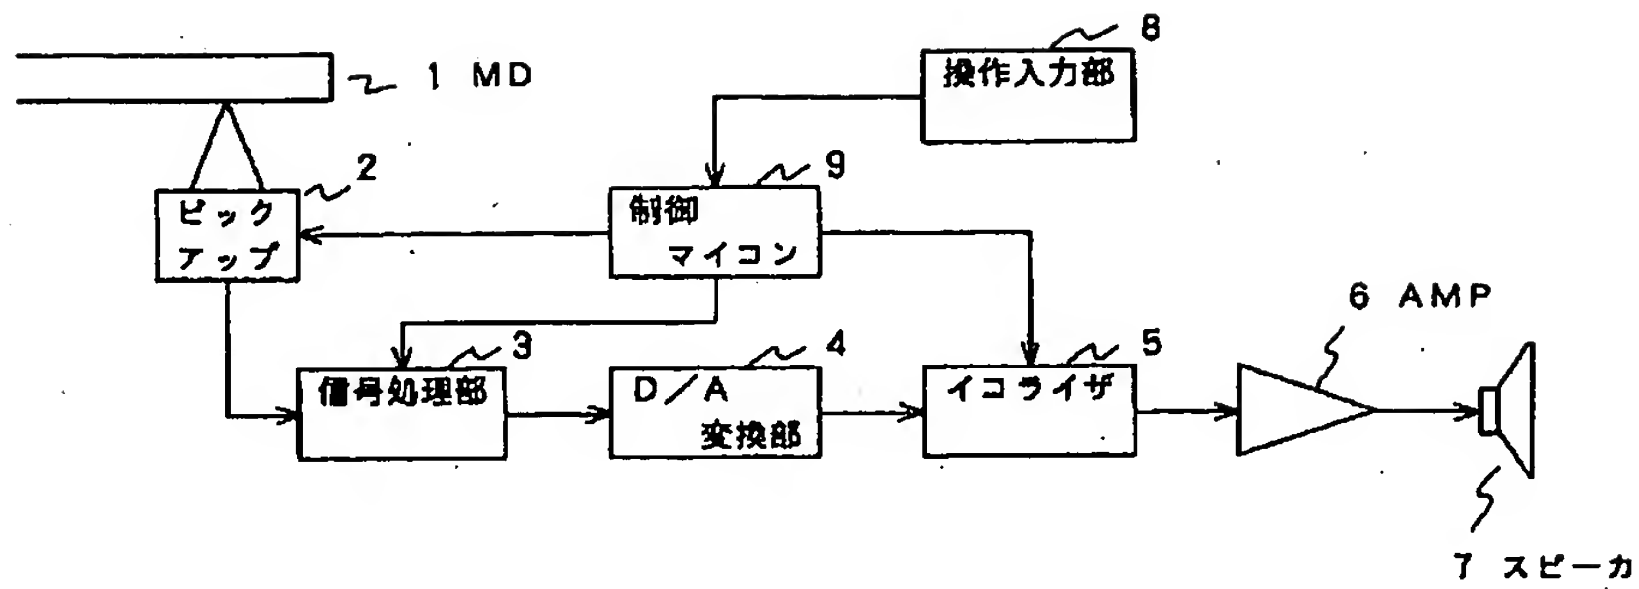 8
操作入力部
1 MD
2
ピック
アップ
9
制御
マイコン
6 AMP
3
信号処理部
4
D/A
変換部
5
イコライザ
7 スピーカ